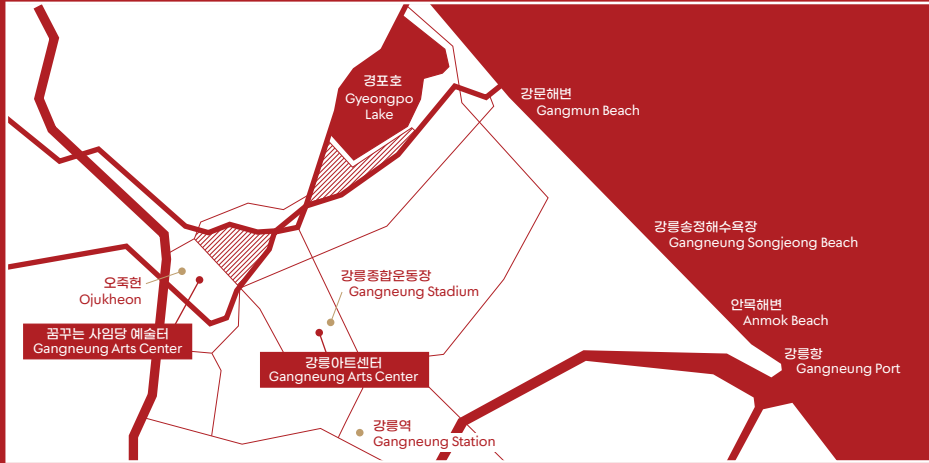 경포호
Gyeongpo
Lake
강문해변
Gangmun Beach
강릉송정해수욕장
Gangneung Songjeong Beach
오죽헌
Ojukheon
강릉종합운동장
Gangneung Stadium
안목해변
Anmok Beach
꿈꾸는 사임당 예술터
Gangneung Arts Center
강릉아트센터
Gangneung Arts Center
강릉항
Gangneung Port
강릉역
Gangneung Station